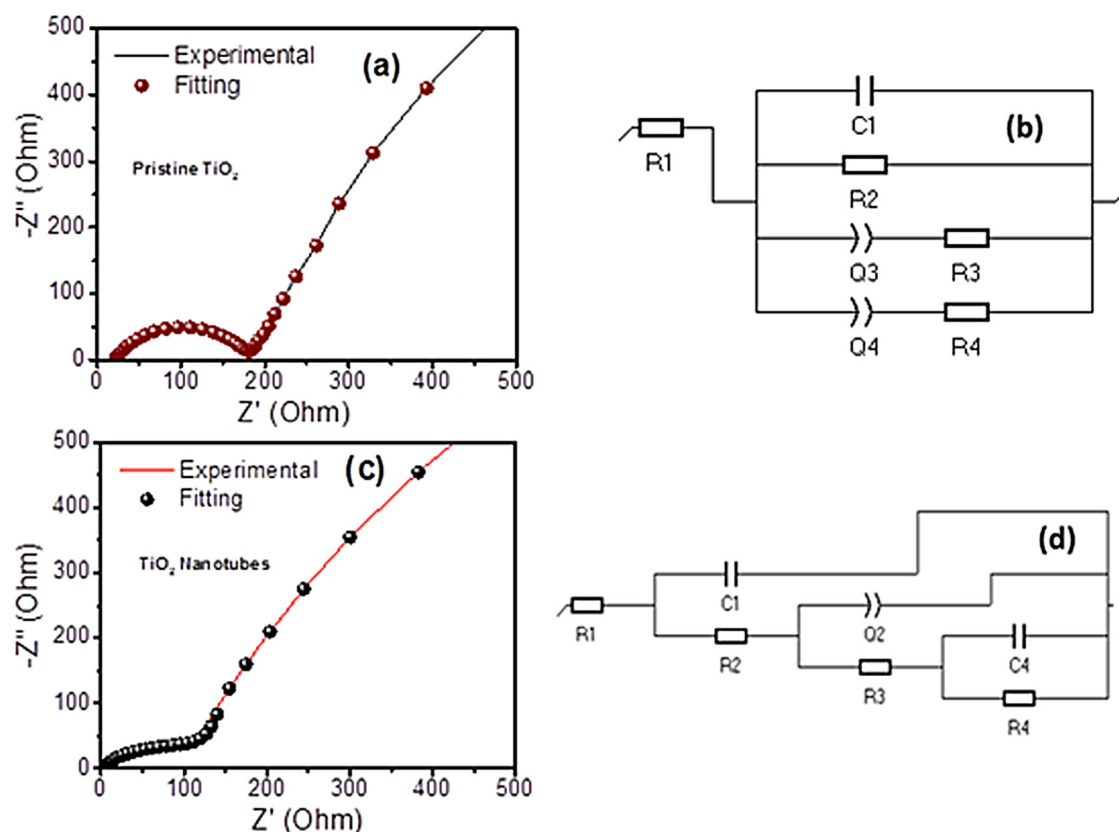 500
400
300
200
100
0
-Z'' (Ohm)
Experimental
Fitting
(a)
Pristine TiO₂
0 100 200 300 400 500
Z' (Ohm)
(b)
R1
C1
R2
Q3 R3
Q4 R4
500
400
300
200
100
0
-Z'' (Ohm)
Experimental
Fitting
(c)
TiO₂ Nanotubes
0 100 200 300 400 500
Z' (Ohm)
(d)
R1
C1
R2
Q2
R3
C4
R4